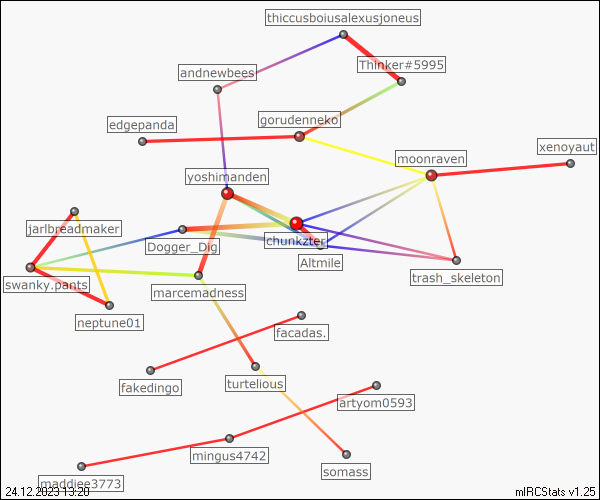 thiccusboiusalexusjoneus
Thinker#5995
andnewbees
gorudenneko
edgepanda
xenoyaut
moonraven
yoshimanden
jarlbreadmaker
chunkzter
Dogger_Dig
Altmile
trash_skeleton
swanky.pants
marcemadness
neptune01
facadas.
fakedingo
turtelious
artyom0593
mingus4742
somass
maddiee3773
24.12.2023 13:20
mIRCStats v1.25